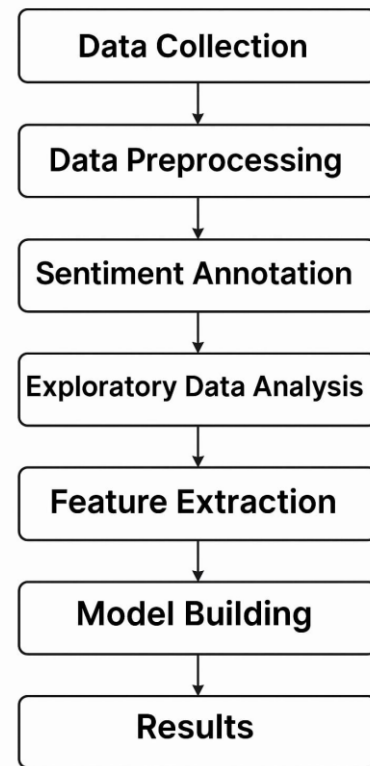 Data Collection
Data Preprocessing
Sentiment Annotation
Exploratory Data Analysis
Feature Extraction
Model Building
Results